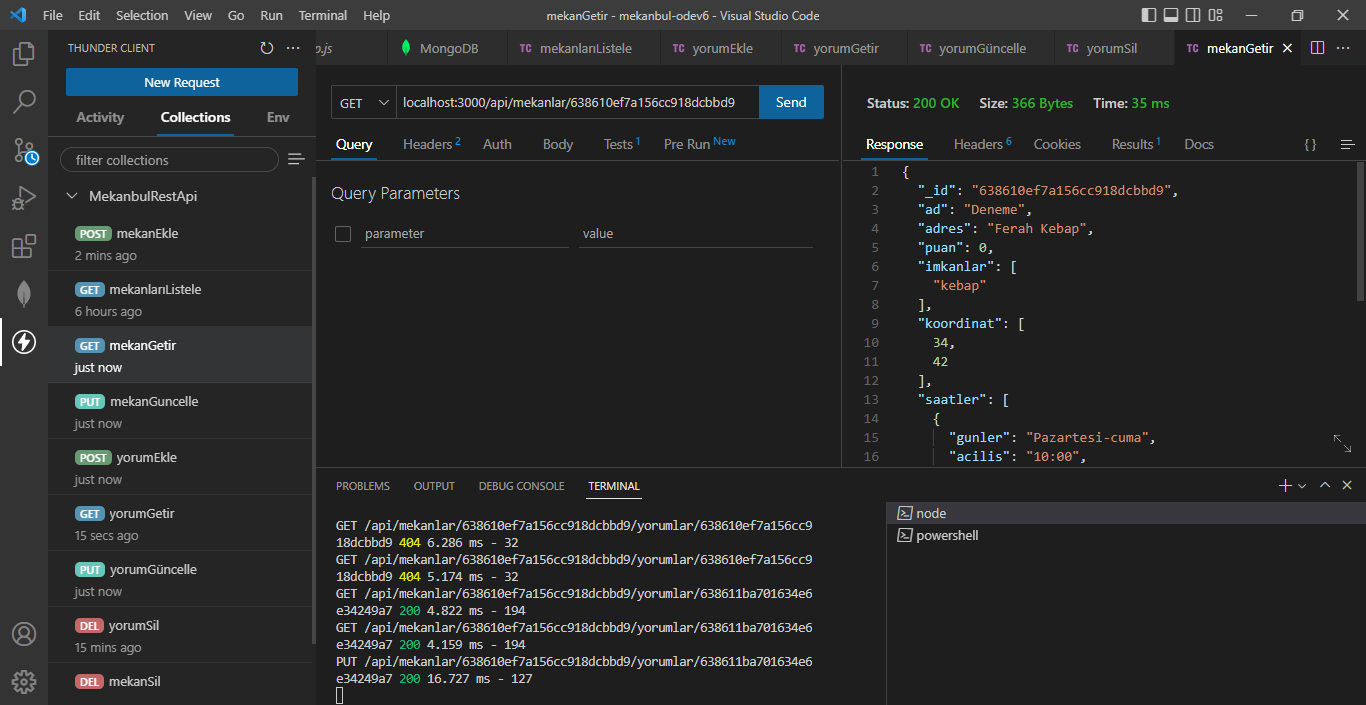 File Edit Selection View Go Run Terminal Help
mekanGetir - mekanbul-odev6 - Visual Studio Code
THUNDER CLIENT
New Request
Activity Collections Env
filter collections
MekanbulRestApi
POST mekanEkle
2 mins ago
GET mekanlarıListele
6 hours ago
GET mekanGetir
just now
PUT mekanGuncelle
just now
POST yorumEkle
just now
GET yorumGetir
15 secs ago
PUT yorumGüncelle
just now
DEL yorumSil
15 mins ago
DEL mekanSil
p.js MongoDB TC mekanlarıListele TC yorumEkle TC yorumGetir TC yorumGüncelle TC yorumSil TC mekanGetir
GET localhost:3000/api/mekanlar/638610ef7a156cc918dcbbd9 Send
Query Headers 2 Auth Body Tests 1 Pre Run New
Query Parameters
parameter value
Status: 200 OK Size: 366 Bytes Time: 35 ms
Response Headers 6 Cookies Results 1 Docs { }
1 {
2 "_id": "638610ef7a156cc918dcbbd9",
3 "ad": "Deneme",
4 "adres": "Ferah Kebap",
5 "puan": 0,
6 "imkanlar": [
7 "kebap"
8 ],
9 "koordinat": [
10 34,
11 42
12 ],
13 "saatler": [
14 {
15 "gunler": "Pazartesi-cuma",
16 "acilis": "10:00",
PROBLEMS OUTPUT DEBUG CONSOLE TERMINAL
GET /api/mekanlar/638610ef7a156cc918dcbbd9/yorumlar/638610ef7a156cc9
18dcbbd9 404 6.286 ms - 32
GET /api/mekanlar/638610ef7a156cc918dcbbd9/yorumlar/638610ef7a156cc9
18dcbbd9 404 5.174 ms - 32
GET /api/mekanlar/638610ef7a156cc918dcbbd9/yorumlar/638611ba701634e6
e34249a7 200 4.822 ms - 194
GET /api/mekanlar/638610ef7a156cc918dcbbd9/yorumlar/638611ba701634e6
e34249a7 200 4.159 ms - 194
PUT /api/mekanlar/638610ef7a156cc918dcbbd9/yorumlar/638611ba701634e6
e34249a7 200 16.727 ms - 127
node
powershell